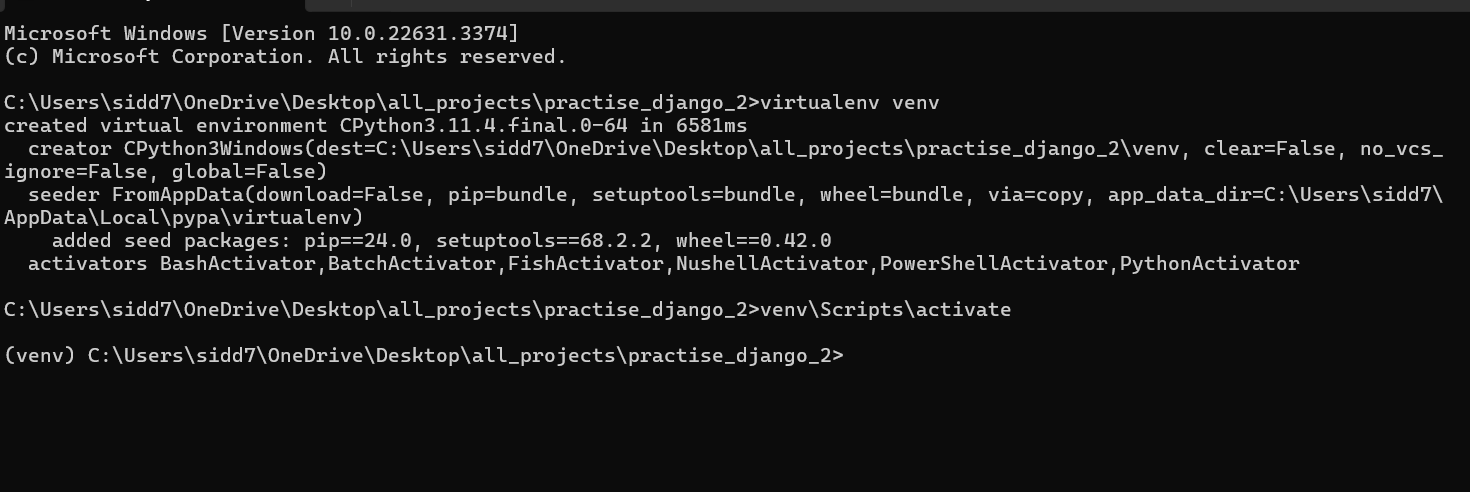 Microsoft Windows [Version 10.0.22631.3374]
(c) Microsoft Corporation. All rights reserved.
C:\Users\sidd7\OneDrive\Desktop\all_projects\practise_django_2>virtualenv venv
created virtual environment CPython3.11.4.final.0-64 in 6581ms
  creator CPython3Windows(dest=C:\Users\sidd7\OneDrive\Desktop\all_projects\practise_django_2\venv, clear=False, no_vcs_
ignore=False, global=False)
  seeder FromAppData(download=False, pip=bundle, setuptools=bundle, wheel=bundle, via=copy, app_data_dir=C:\Users\sidd7\
AppData\Local\pypa\virtualenv)
    added seed packages: pip==24.0, setuptools==68.2.2, wheel==0.42.0
  activators BashActivator,BatchActivator,FishActivator,NushellActivator,PowerShellActivator,PythonActivator
C:\Users\sidd7\OneDrive\Desktop\all_projects\practise_django_2>venv\Scripts\activate
(venv) C:\Users\sidd7\OneDrive\Desktop\all_projects\practise_django_2>